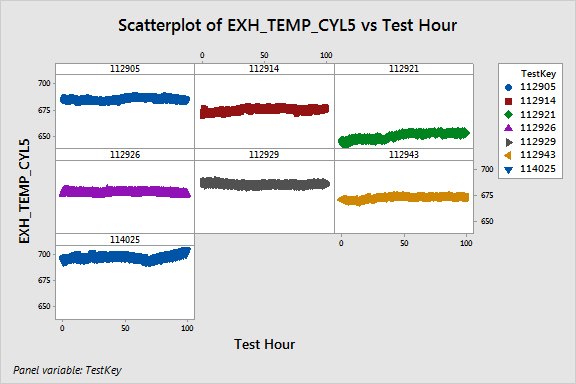 Scatterplot of EXH_TEMP_CYL5 vs Test Hour
0 50 100
112905 112914 112921
700
675
650
112926 112929 112943
700
675
650
114025
700
675
650
0 50 100
0 50 100
EXH_TEMP_CYL5
Test Hour
TestKey
112905
112914
112921
112926
112929
112943
114025
Panel variable: TestKey